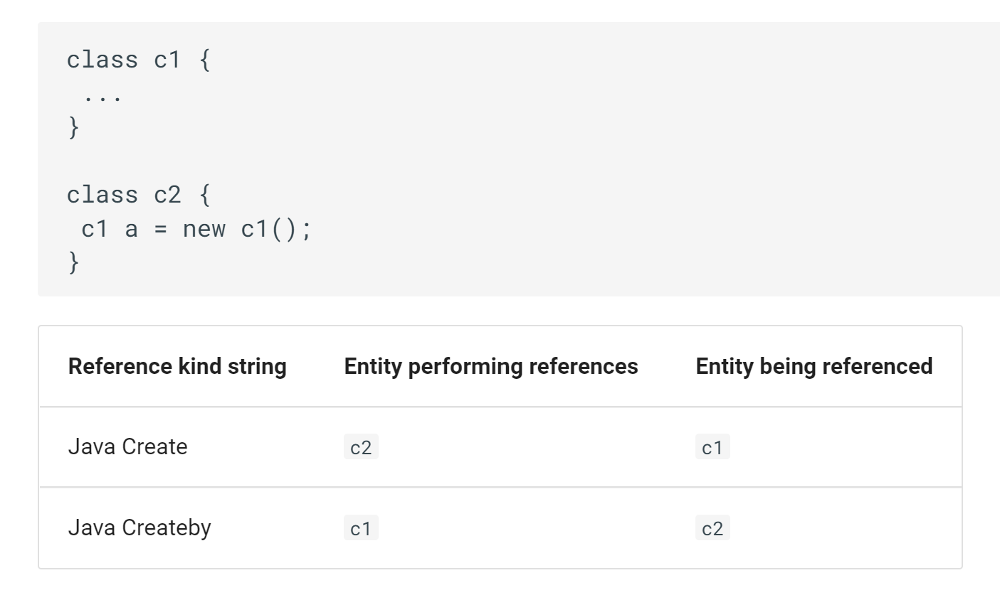 class c1 {
...
}
class c2 {
c1 a = new c1();
}
Reference kind string Entity performing references Entity being referenced
Java Create c2 c1
Java Createby c1 c2